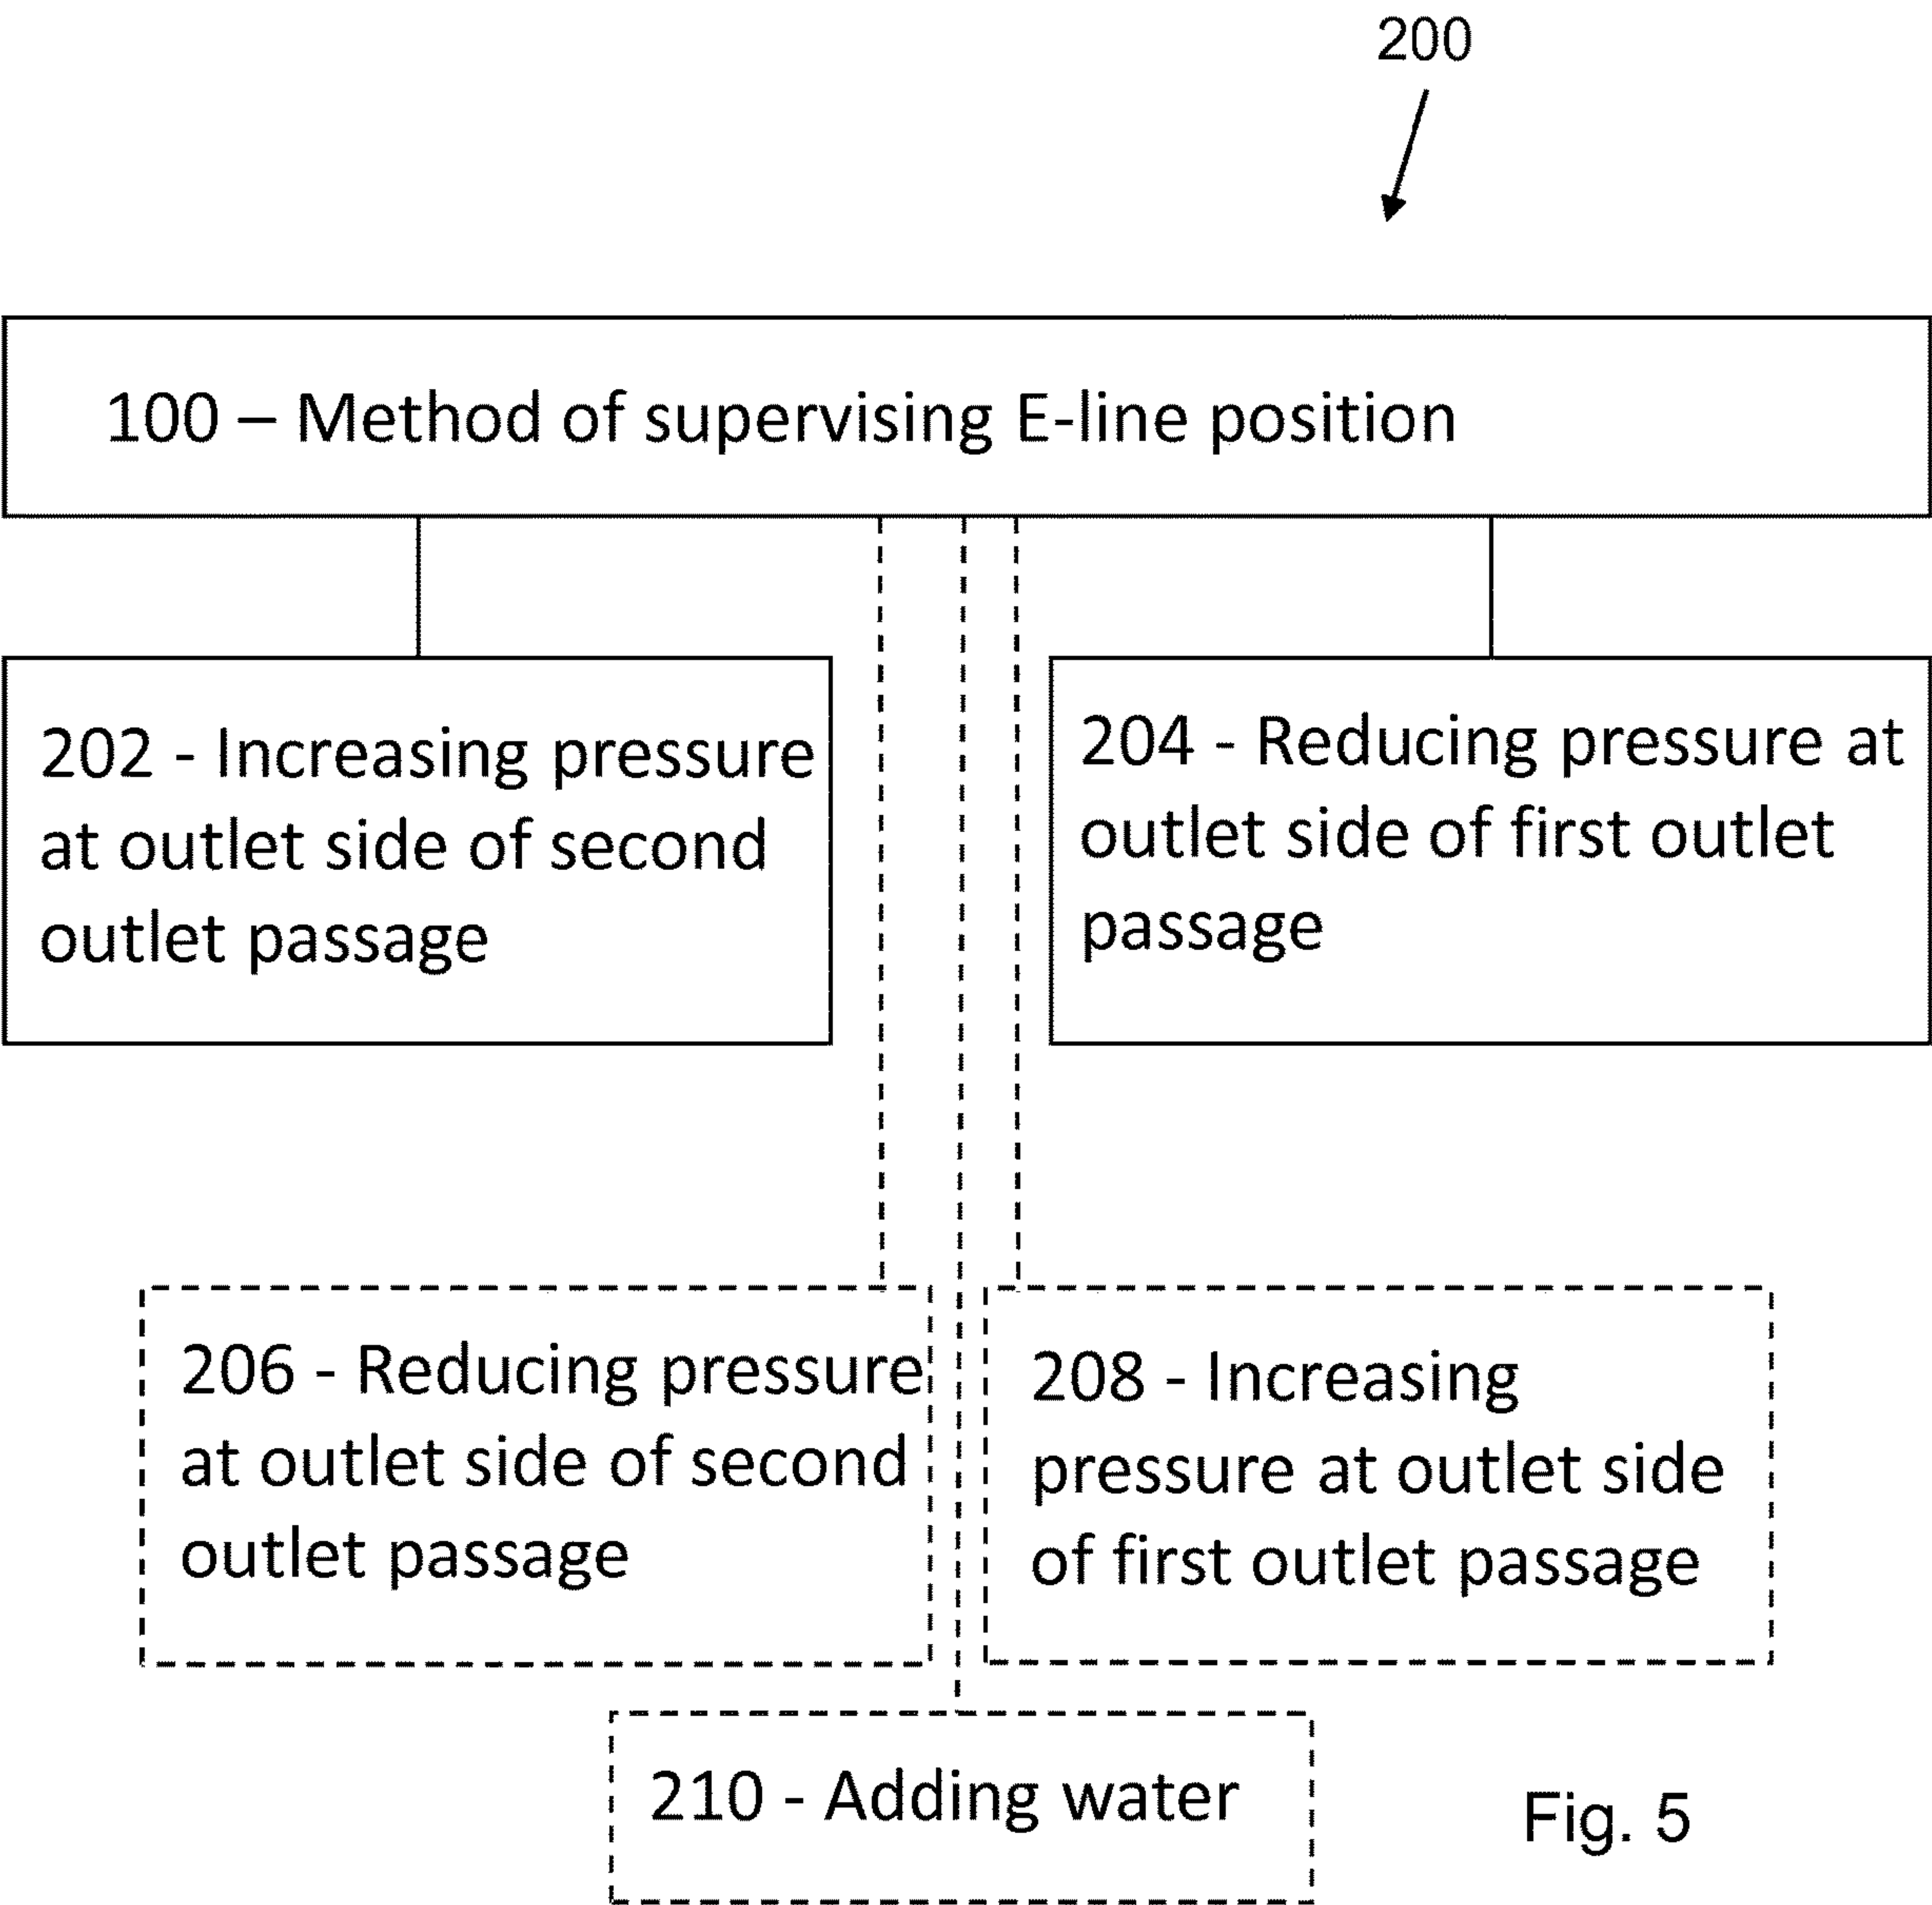 200
100 – Method of supervising E-line position
202 - Increasing pressure
at outlet side of second
outlet passage
204 - Reducing pressure at
outlet side of first outlet
passage
206 - Reducing pressure
at outlet side of second
outlet passage
208 - Increasing
pressure at outlet side
of first outlet passage
210 - Adding water
Fig. 5